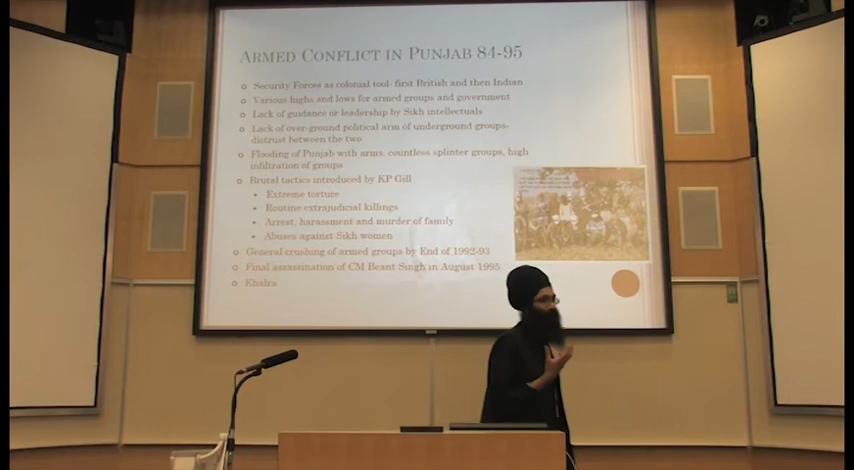 ARMED CONFLICT IN PUNJAB 84-95
Security Forces as colonial tool- first British and then Indian
Various highs and lows for armed groups and government
Lack of guidance or leadership by Sikh intellectuals
Lack of over-ground political arm of underground groups-
distrust between the two
Flooding of Punjab with arms, countless splinter groups, high
infiltration of groups
Brutal tactics introduced by KP Gill
Extreme torture
Routine extrajudicial killings
Arrest, harassment and murder of family
Abuses against Sikh women
General crushing of armed groups by End of 1992-93
Final assassination of CM Beant Singh in August 1995
Khalra